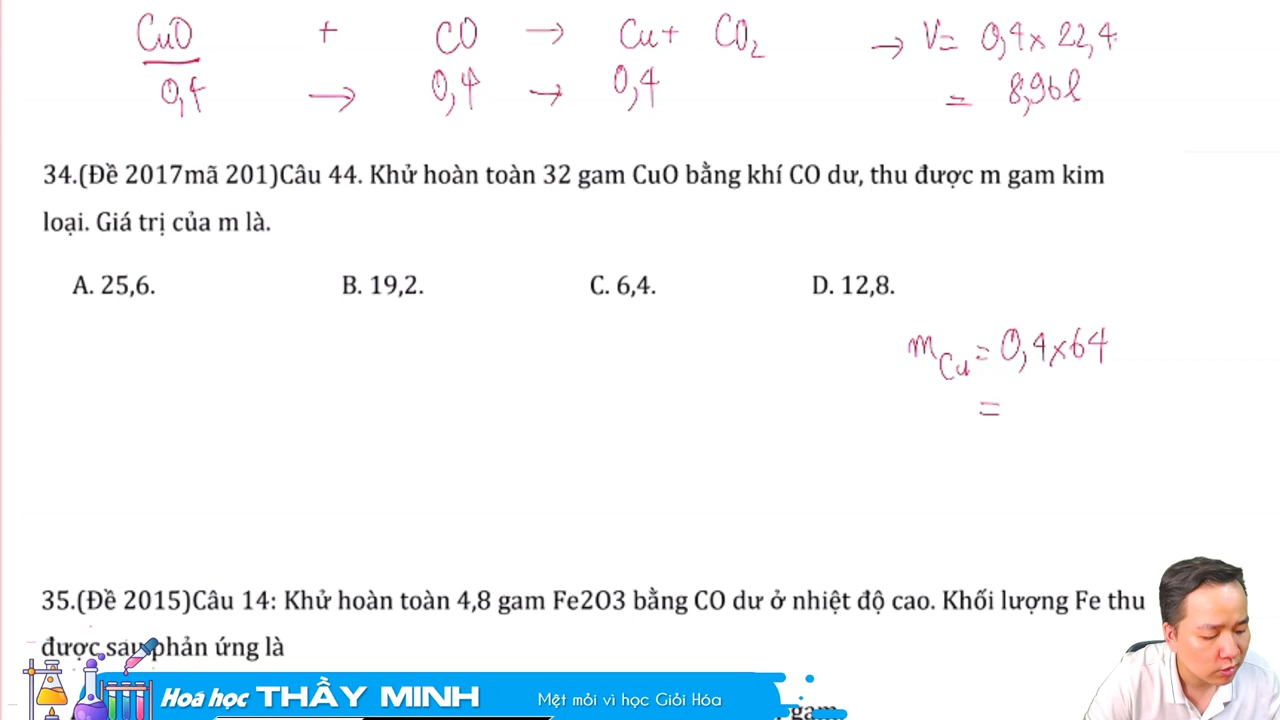 CuO + CO → Cu + CO2 → V = 0,4 x 22,4
0,4 → 0,4 → 0,4 = 8,96l
34.(Đề 2017mã 201)Câu 44. Khử hoàn toàn 32 gam CuO bằng khí CO dư, thu được m gam kim
loại. Giá trị của m là.
A. 25,6. B. 19,2. C. 6,4. D. 12,8.
mCu = 0,4x64
=
35.(Đề 2015)Câu 14: Khử hoàn toàn 4,8 gam Fe2O3 bằng CO dư ở nhiệt độ cao. Khối lượng Fe thu
được sau phản ứng là
Hoá học THẦY MINH Mệt mỏi vì học Giỏi Hóa
gam.